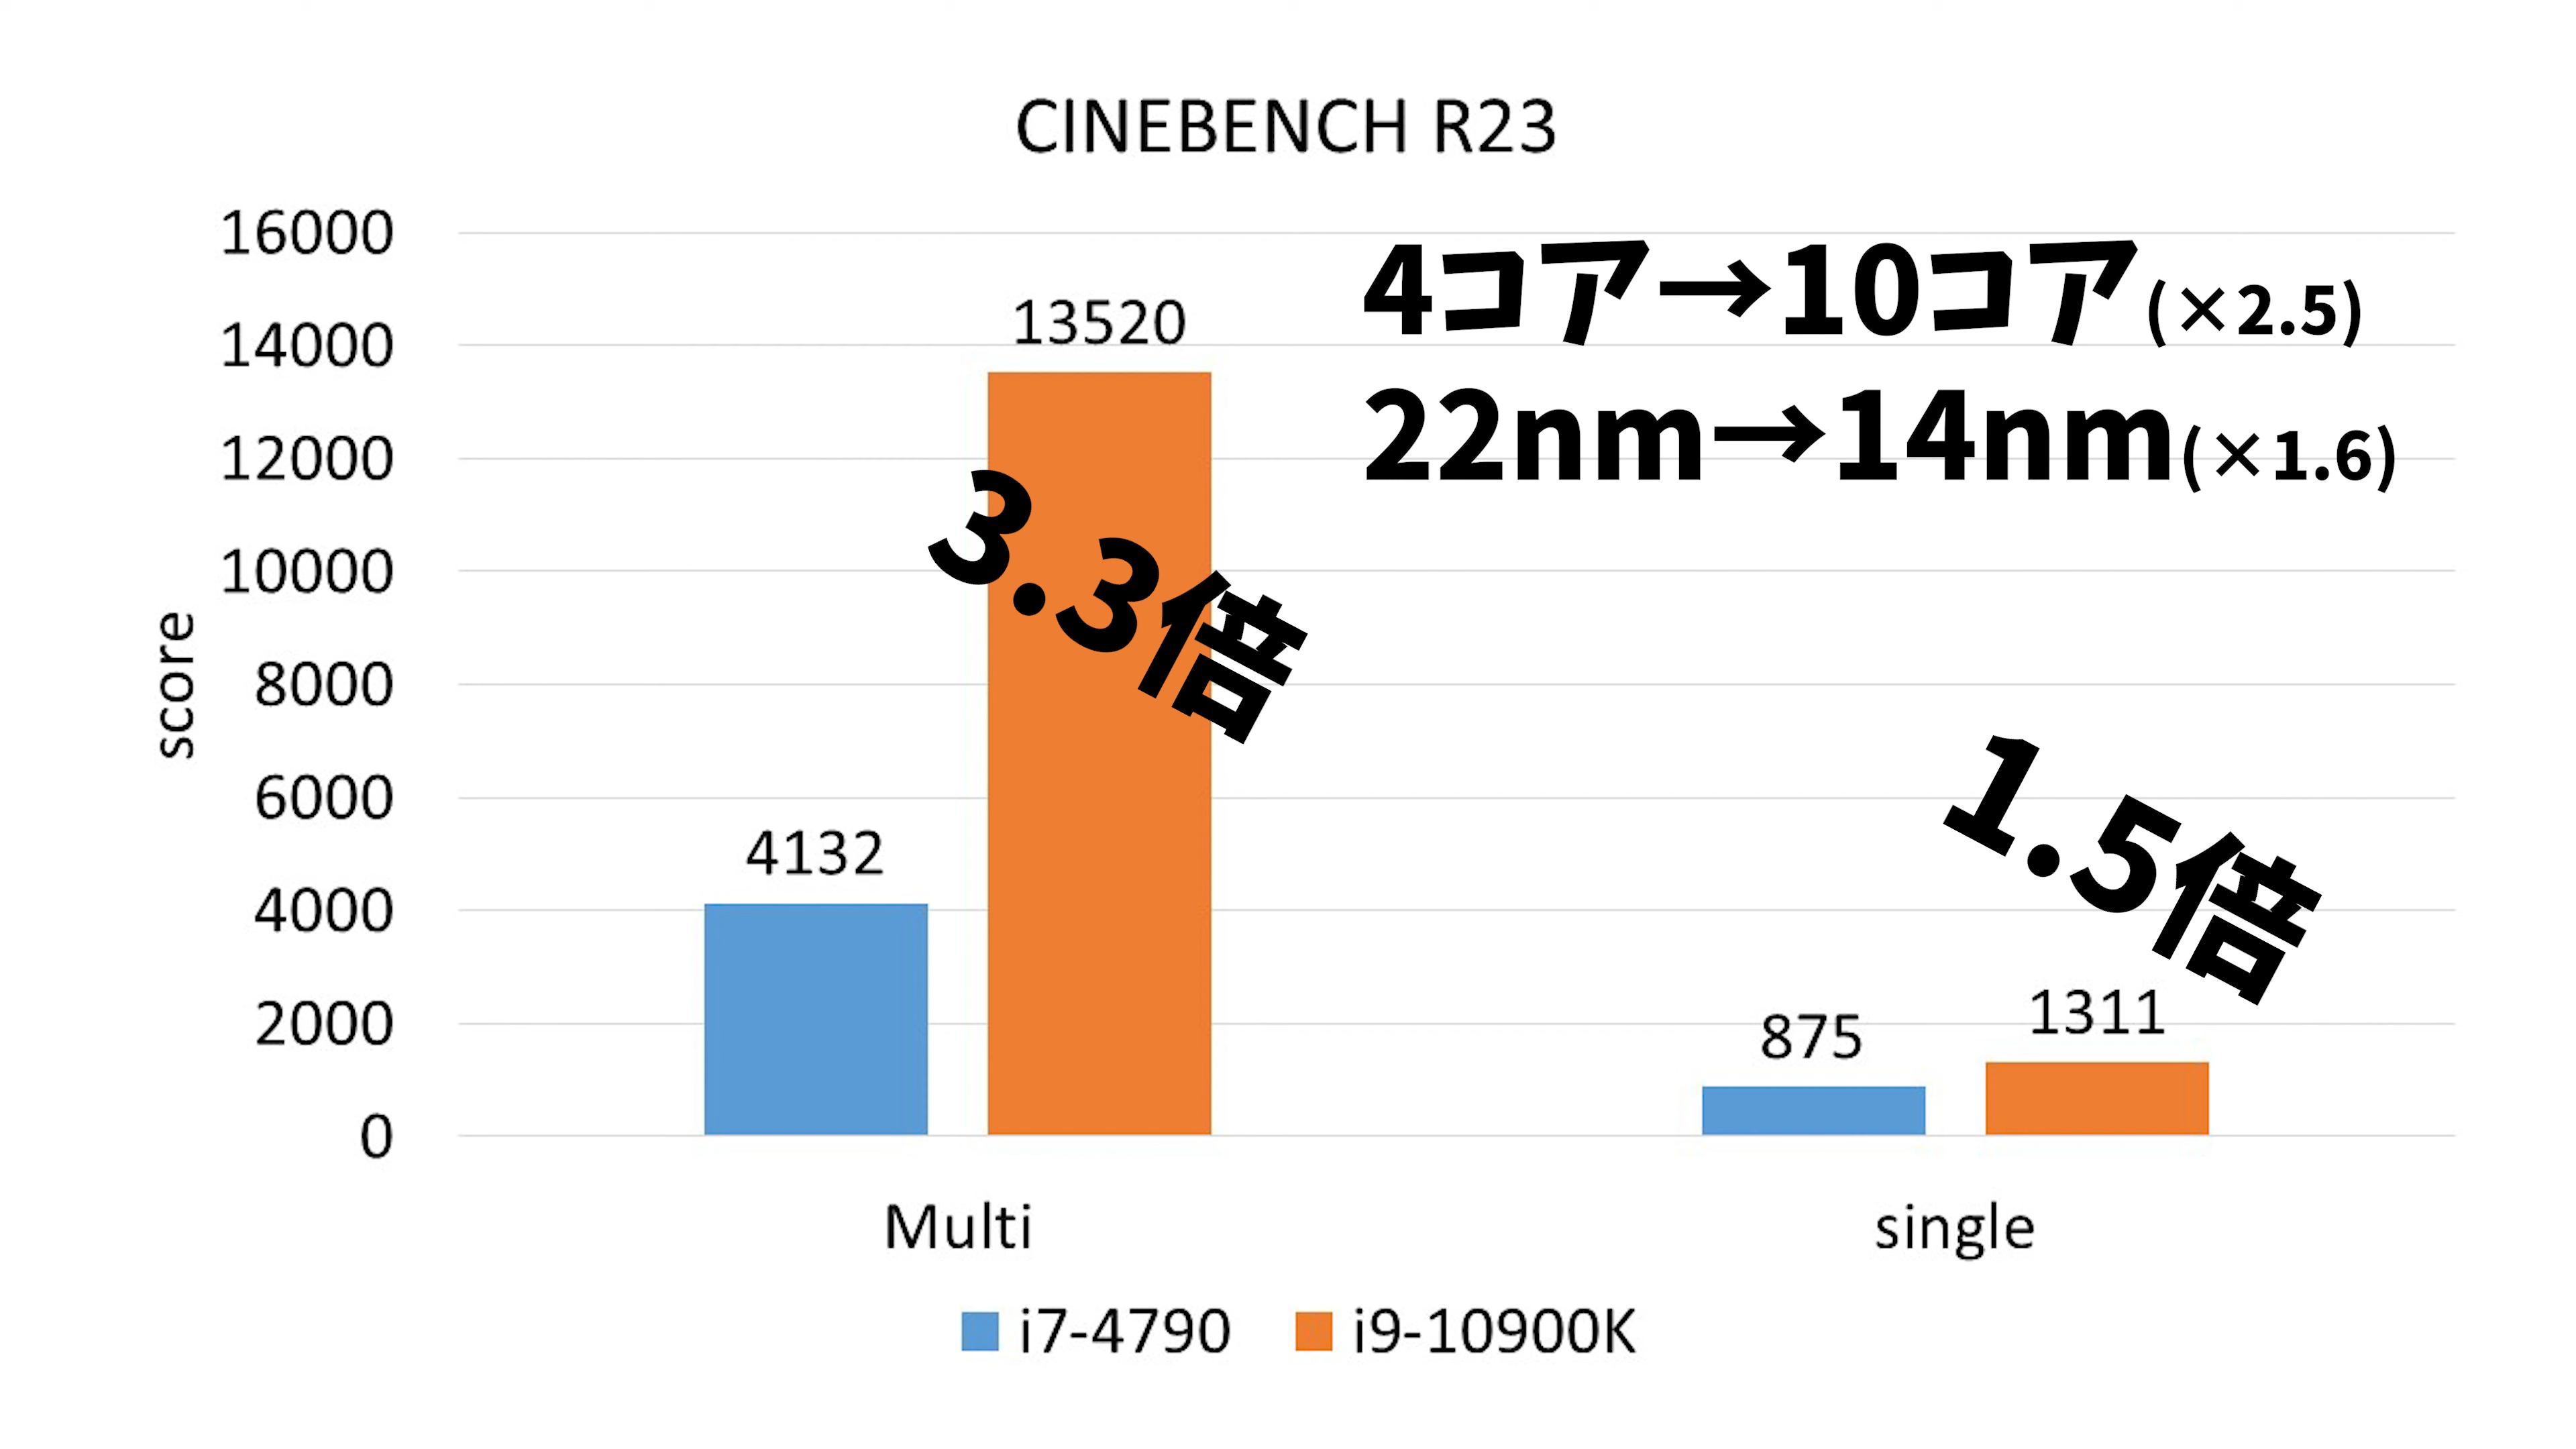 CINEBENCH R23
16000
14000
12000
10000
8000
6000
4000
2000
0
score
4コア→10コア(×2.5)
22nm→14nm(×1.6)
13520
3.3倍
4132
1.5倍
875
1311
Multi
single
i7-4790
i9-10900K